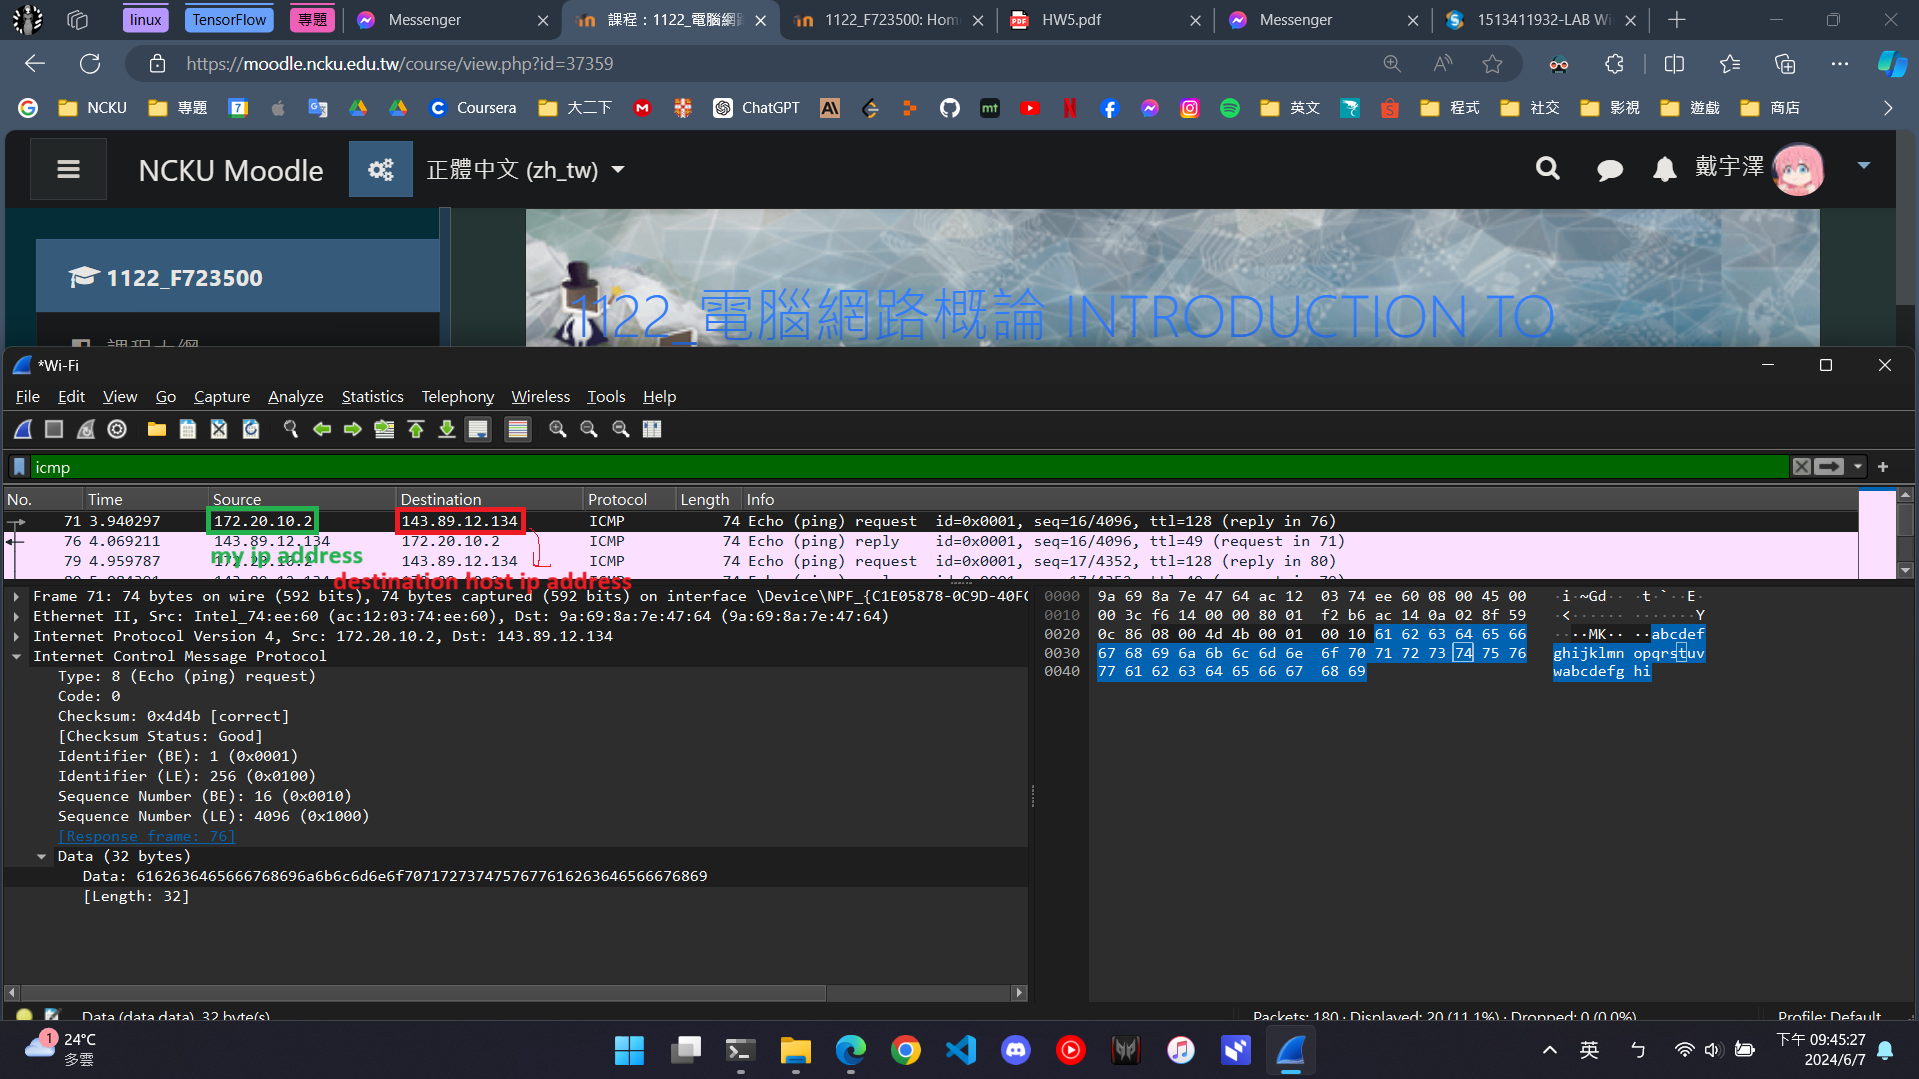 linux
TensorFlow
專題
Messenger
課程：1122_電腦網
1122_F723500: Hom
HW5.pdf
Messenger
1513411932-LAB Wi
https://moodle.ncku.edu.tw/course/view.php?id=37359
NCKU
專題
Coursera
大二下
ChatGPT
英文
程式
社交
影視
遊戲
商店
NCKU Moodle
正體中文 (zh_tw)
戴宇澤
1122_F723500
課程大綱
1122_電腦網路概論 INTRODUCTION TO
*Wi-Fi
File Edit View Go Capture Analyze Statistics Telephony Wireless Tools Help
icmp
No. Time Source Destination Protocol Length Info
71 3.940297 172.20.10.2 143.89.12.134 ICMP 74 Echo (ping) request id=0x0001, seq=16/4096, ttl=128 (reply in 76)
76 4.069211 143.89.12.134 172.20.10.2 ICMP 74 Echo (ping) reply id=0x0001, seq=16/4096, ttl=49 (request in 71)
my ip address
79 4.959787 172.20.10.2 143.89.12.134 ICMP 74 Echo (ping) request id=0x0001, seq=17/4352, ttl=128 (reply in 80)
destination host ip address
Frame 71: 74 bytes on wire (592 bits), 74 bytes captured (592 bits) on interface \Device\NPF_{C1E05878-0C9D-40FC
Ethernet II, Src: Intel_74:ee:60 (ac:12:03:74:ee:60), Dst: 9a:69:8a:7e:47:64 (9a:69:8a:7e:47:64)
Internet Protocol Version 4, Src: 172.20.10.2, Dst: 143.89.12.134
Internet Control Message Protocol
Type: 8 (Echo (ping) request)
Code: 0
Checksum: 0x4d4b [correct]
[Checksum Status: Good]
Identifier (BE): 1 (0x0001)
Identifier (LE): 256 (0x0100)
Sequence Number (BE): 16 (0x0010)
Sequence Number (LE): 4096 (0x1000)
[Response frame: 76]
Data (32 bytes)
Data: 6162636465666768696a6b6c6d6e6f7071727374757677616263646566676869
[Length: 32]
0000 9a 69 8a 7e 47 64 ac 12 03 74 ee 60 08 00 45 00 ·i·~Gd·· ·t·`··E·
0010 00 3c f6 14 00 00 80 01 f2 b6 ac 14 0a 02 8f 59 ·<······ ·······Y
0020 0c 86 08 00 4d 4b 00 01 00 10 61 62 63 64 65 66 ····MK·· ··abcdef
0030 67 68 69 6a 6b 6c 6d 6e 6f 70 71 72 73 74 75 76 ghijklmn opqrstuv
0040 77 61 62 63 64 65 66 67 68 69 wabcdefg hi
Data (data.data), 32 byte(s)
Packets: 180 · Displayed: 20 (11.1%) · Dropped: 0 (0.0%)
Profile: Default
1
24°C
多雲
英
ㄅ
下午 09:45:27
2024/6/7